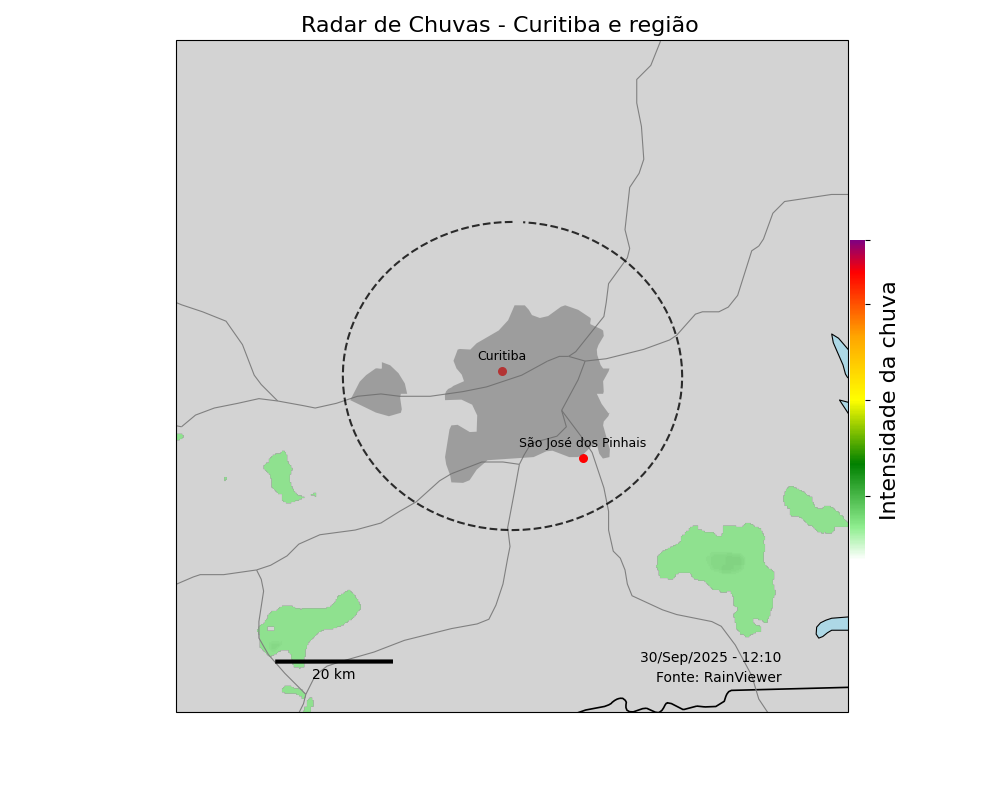 Radar de Chuvas - Curitiba e região
Curitiba
São José dos Pinhais
Intensidade da chuva
30/Sep/2025 - 12:10
20 km
Fonte: RainViewer